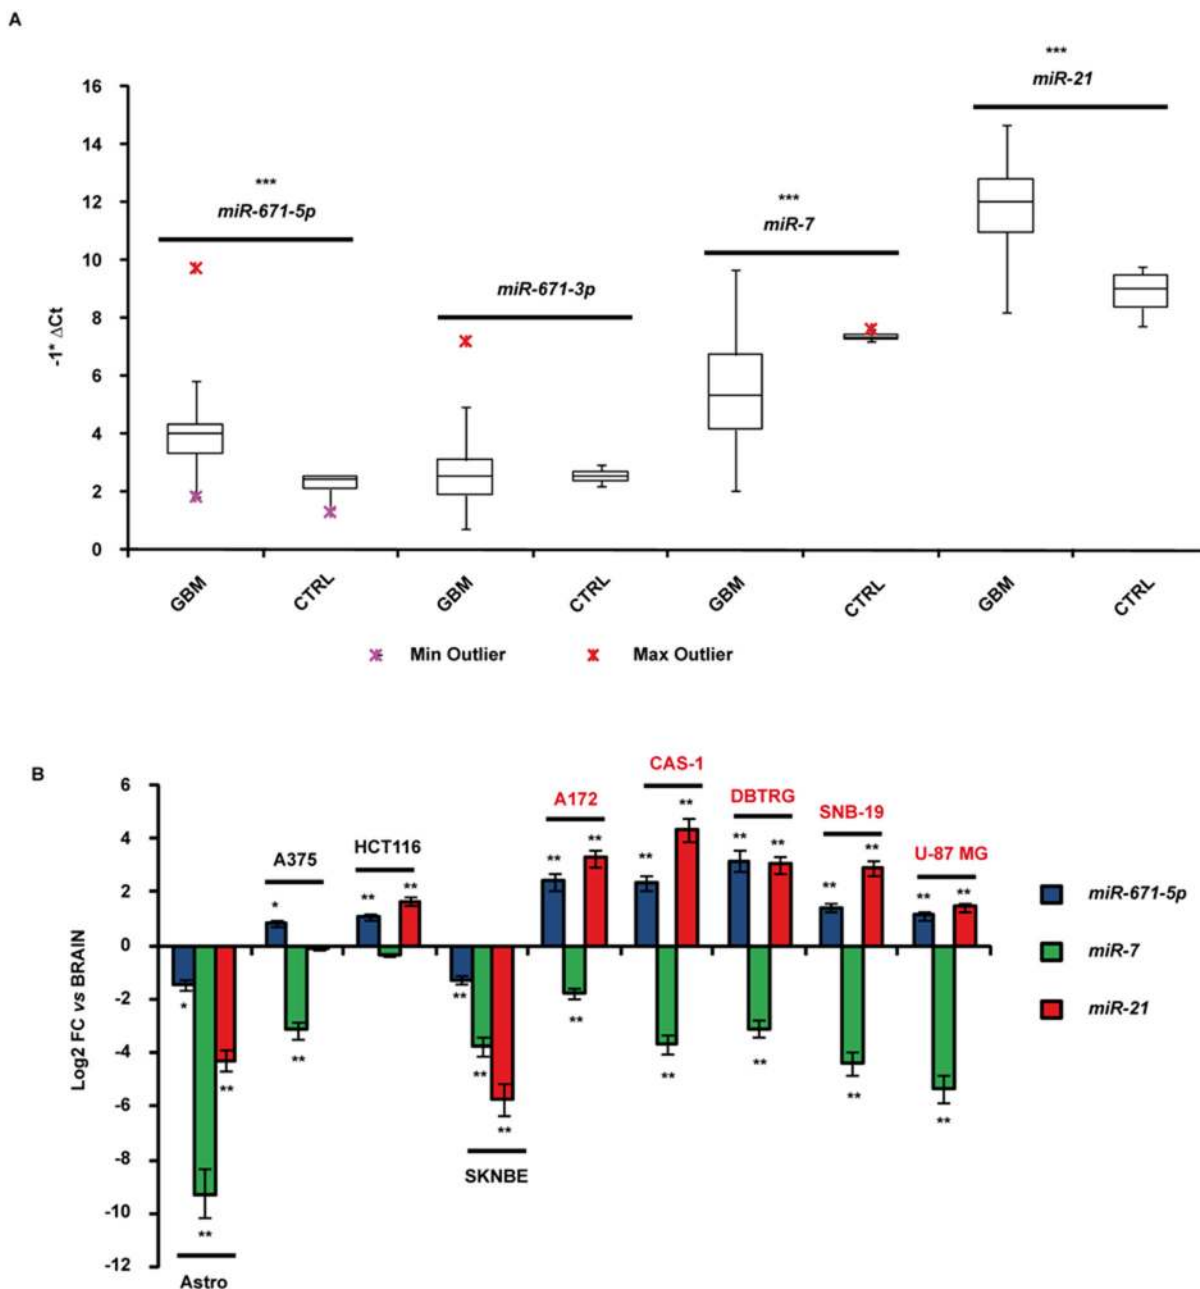 A
***
miR-21
16
14
***
miR-671-5p
12
***
miR-7
10
miR-671-3p
8
-1* ΔCt
6
4
2
0
GBM CTRL GBM CTRL GBM CTRL GBM CTRL
Min Outlier Max Outlier
B
CAS-1
6
A172 ** DBTRG
SNB-19
4
** ** **
HCT116 ** ** ** U-87 MG
A375
** ** ** **
2
* ** **
miR-671-5p
0
miR-7
-2
* ** **
miR-21
Log2 FC vs BRAIN
-4
** ** ** **
** **
-6
** **
-8
SKNBE
-10
**
-12
Astro